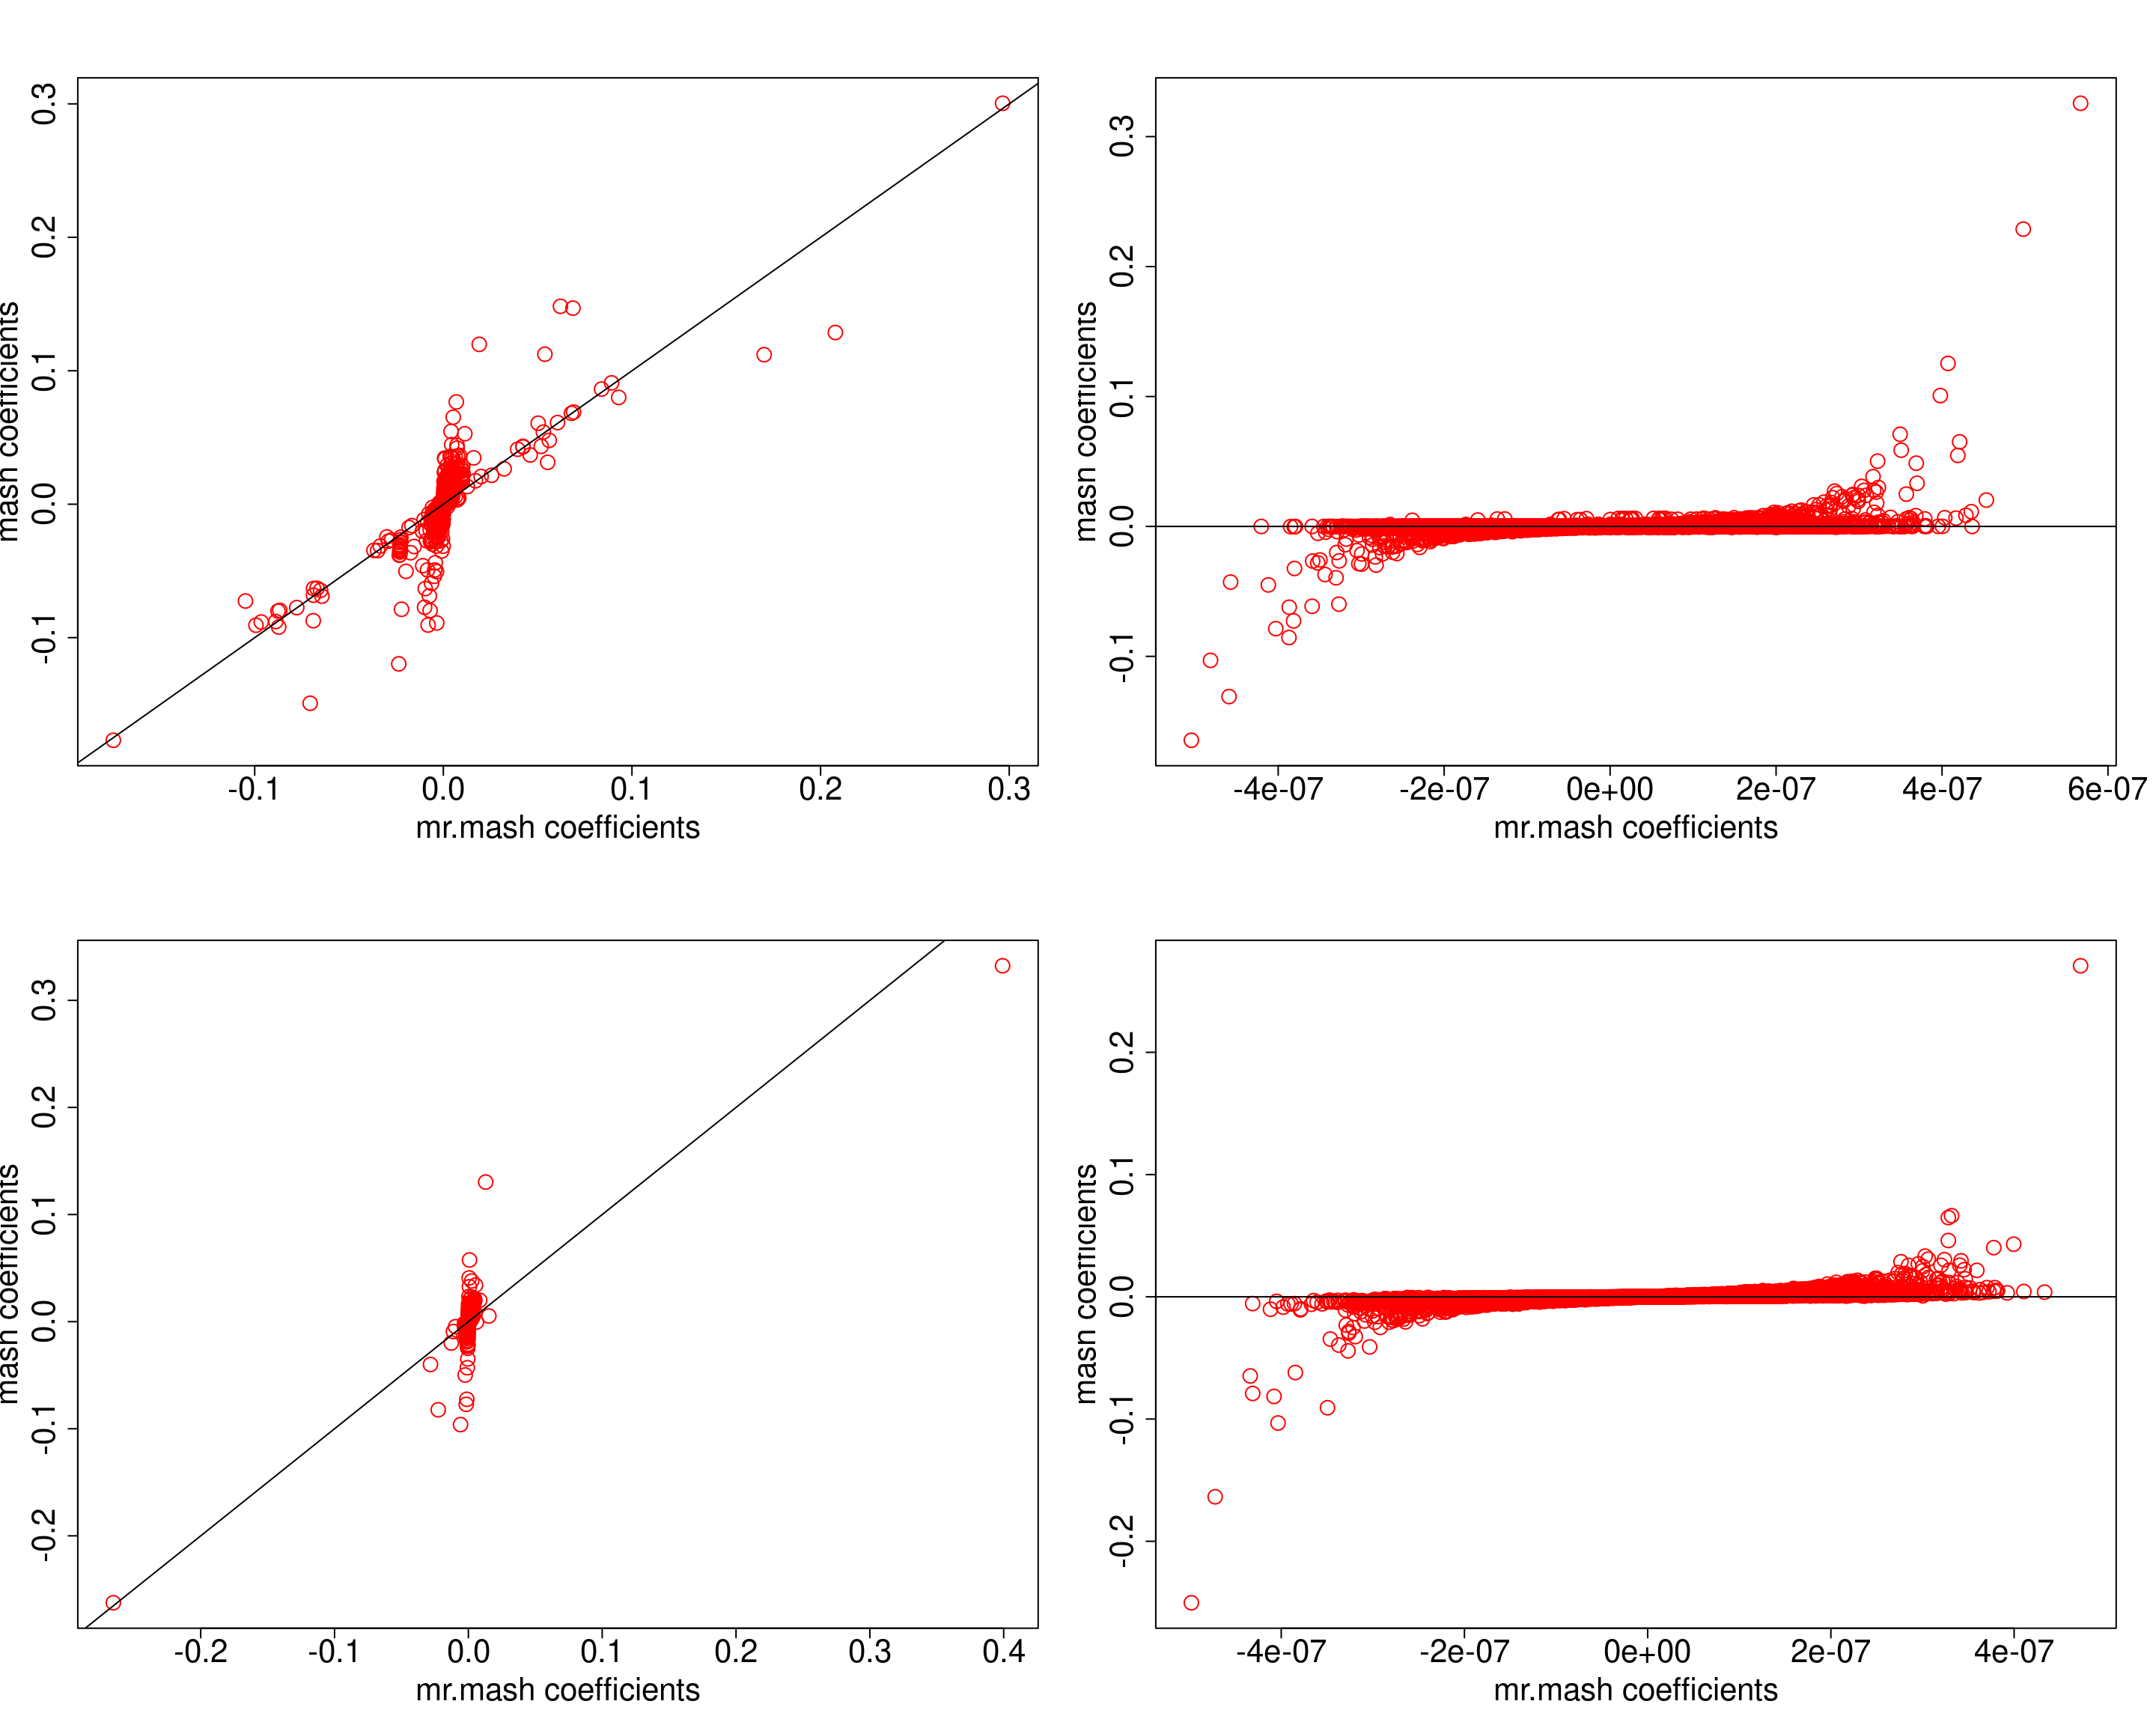 mash coefficients
0.3
0.2
0.1
0.0
-0.1
-0.1 0.0 0.1 0.2 0.3
mr.mash coefficients
mash coefficients
0.3
0.2
0.1
0.0
-0.1
-4e-07 -2e-07 0e+00 2e-07 4e-07 6e-07
mr.mash coefficients
mash coefficients
0.3
0.2
0.1
0.0
-0.1
-0.2
-0.2 -0.1 0.0 0.1 0.2 0.3 0.4
mr.mash coefficients
mash coefficients
0.2
0.1
0.0
-0.1
-0.2
-4e-07 -2e-07 0e+00 2e-07 4e-07
mr.mash coefficients